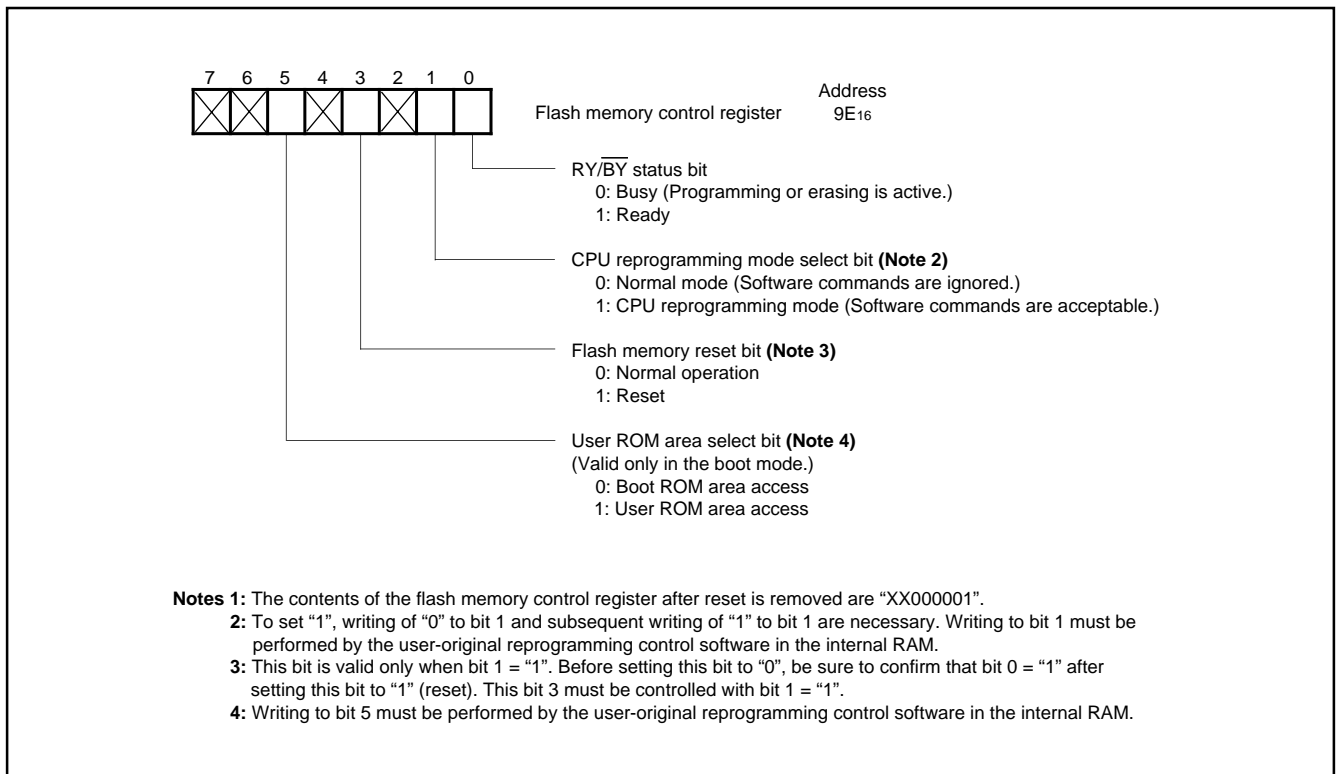 7 6 5 4 3 2 1 0
Address
Flash memory control register 9E16
RY/BY status bit
0: Busy (Programming or erasing is active.)
1: Ready
CPU reprogramming mode select bit (Note 2)
0: Normal mode (Software commands are ignored.)
1: CPU reprogramming mode (Software commands are acceptable.)
Flash memory reset bit (Note 3)
0: Normal operation
1: Reset
User ROM area select bit (Note 4)
(Valid only in the boot mode.)
0: Boot ROM area access
1: User ROM area access
Notes 1: The contents of the flash memory control register after reset is removed are “XX000001”.
2: To set “1”, writing of “0” to bit 1 and subsequent writing of “1” to bit 1 are necessary. Writing to bit 1 must be
performed by the user-original reprogramming control software in the internal RAM.
3: This bit is valid only when bit 1 = “1”. Before setting this bit to “0”, be sure to confirm that bit 0 = “1” after
setting this bit to “1” (reset). This bit 3 must be controlled with bit 1 = “1”.
4: Writing to bit 5 must be performed by the user-original reprogramming control software in the internal RAM.